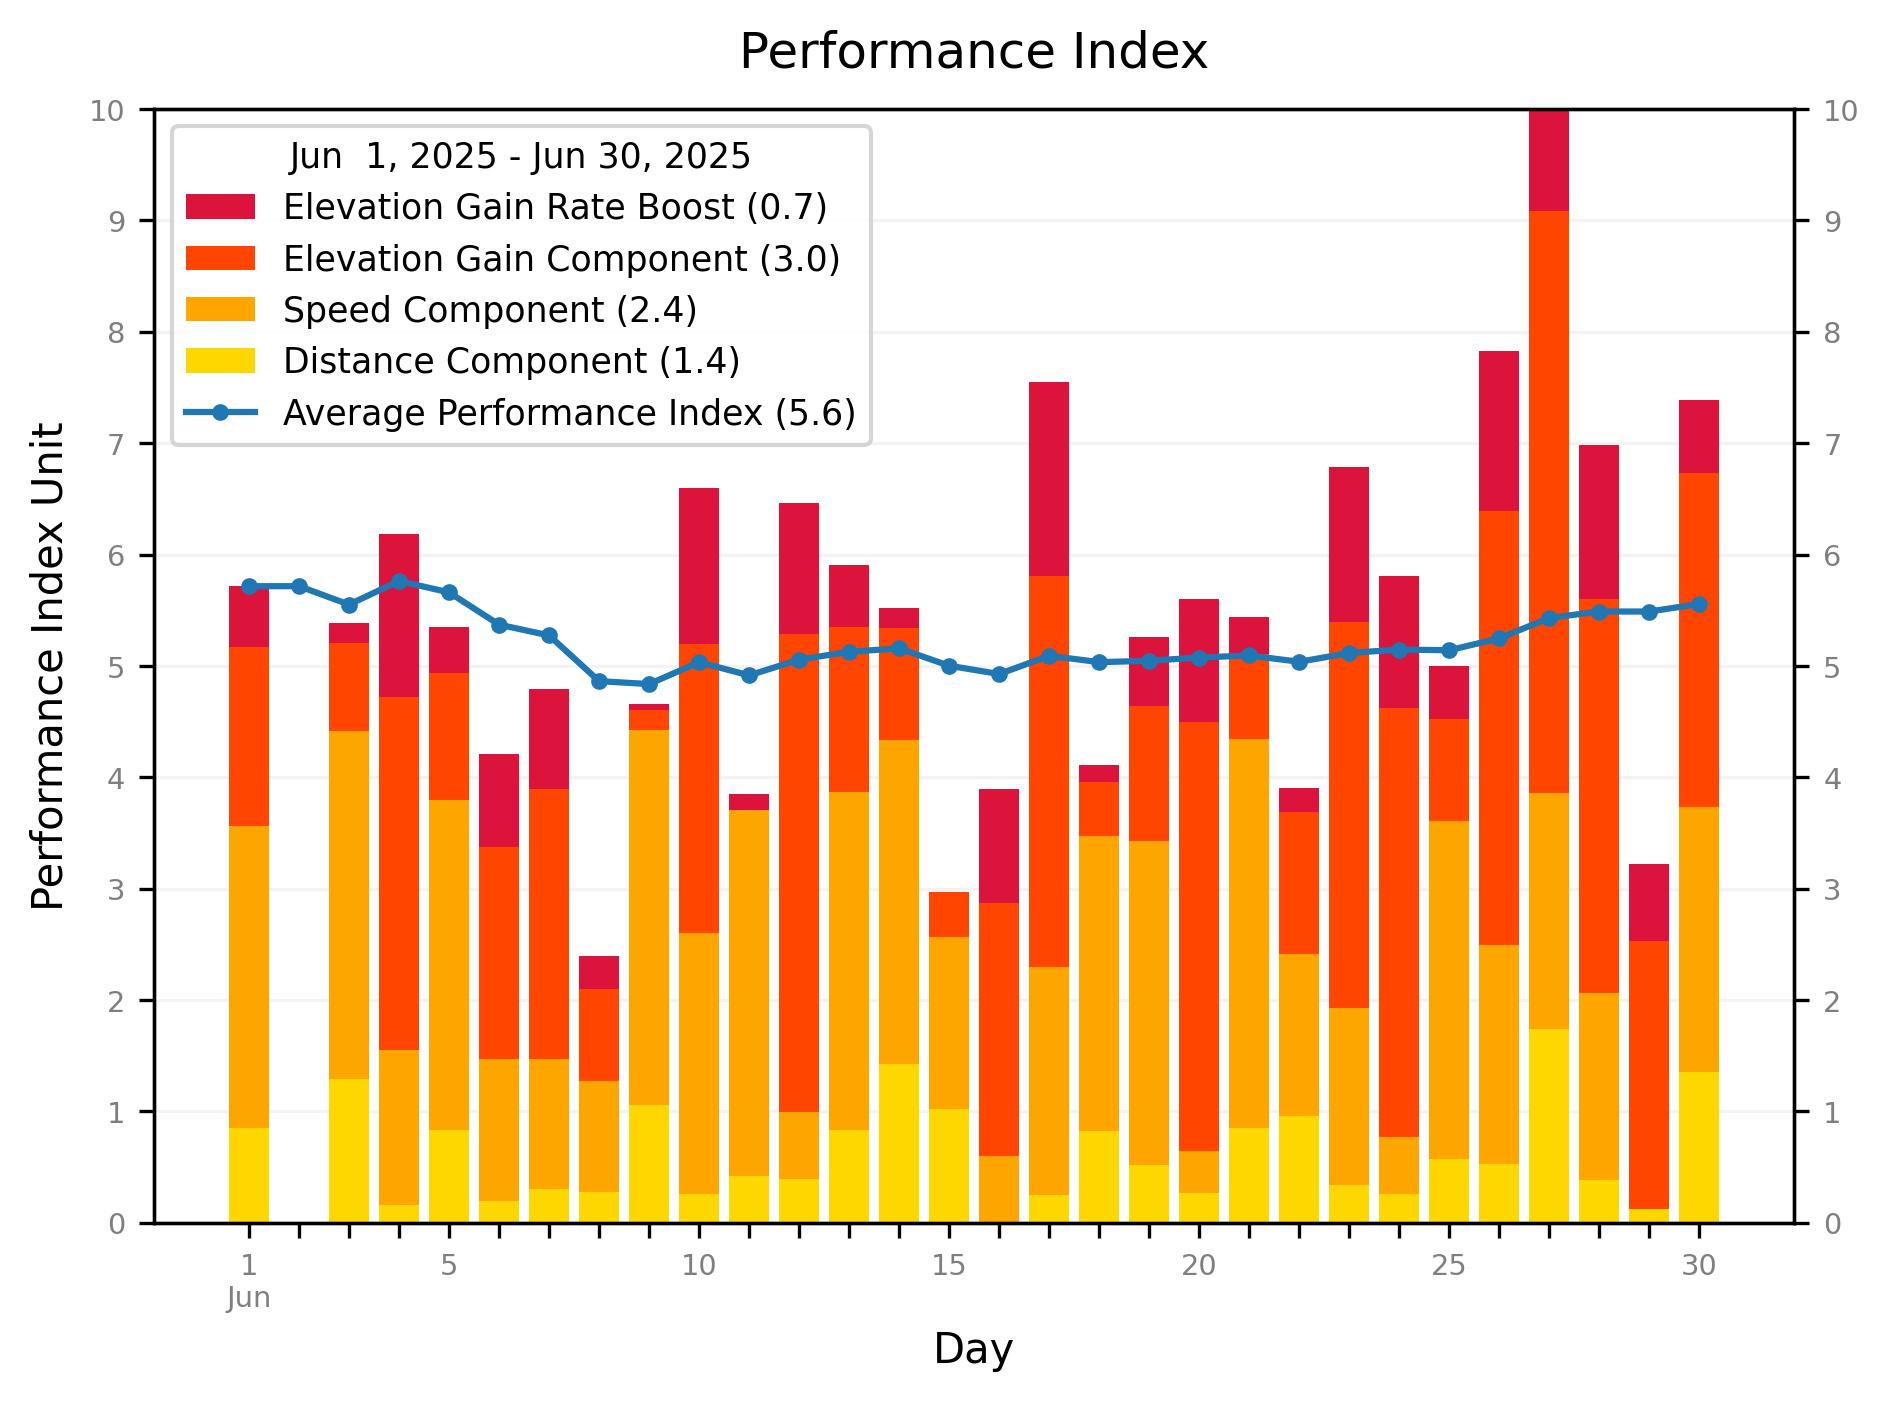 Performance Index
Jun 1, 2025 - Jun 30, 2025
Elevation Gain Rate Boost (0.7)
Elevation Gain Component (3.0)
Speed Component (2.4)
Distance Component (1.4)
Average Performance Index (5.6)
Performance Index Unit
10
9
8
7
6
5
4
3
2
1
0
10
9
8
7
6
5
4
3
2
1
0
1 5 10 15 20 25 30
Jun
Day